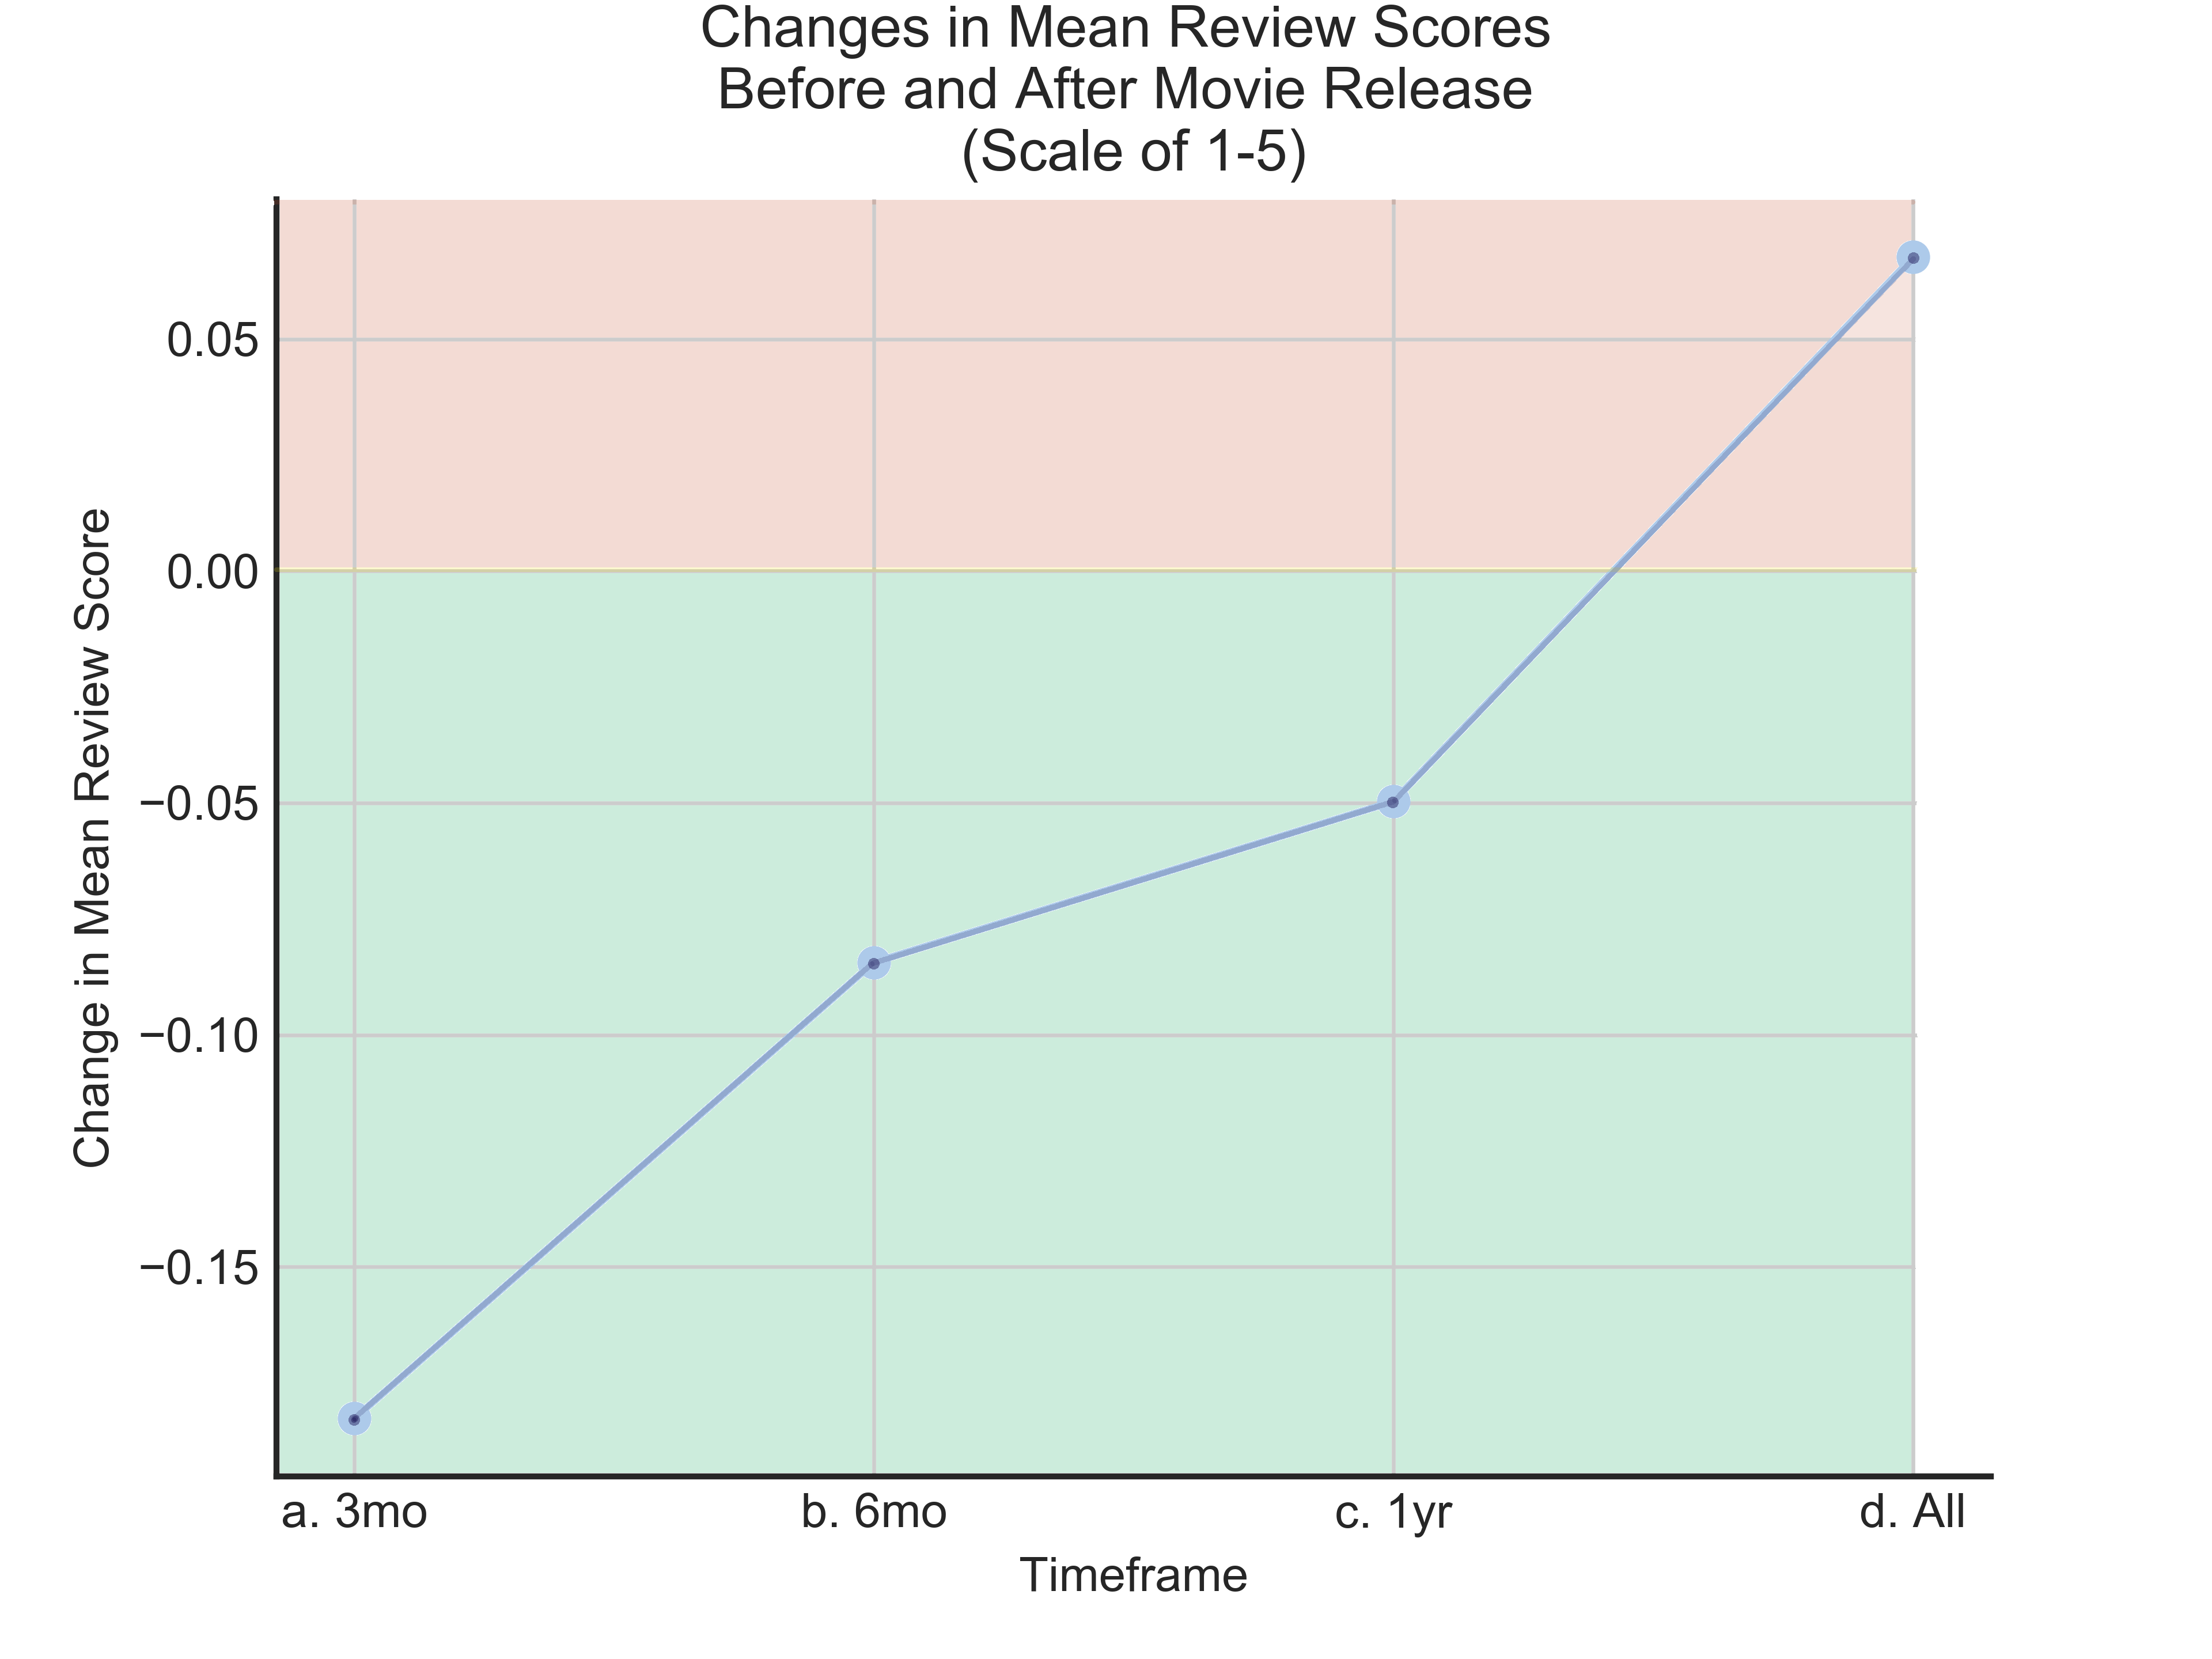 Changes in Mean Review Scores
Before and After Movie Release
(Scale of 1-5)
Change in Mean Review Score
0.05
0.00
−0.05
−0.10
−0.15
a. 3mo
b. 6mo
c. 1yr
d. All
Timeframe